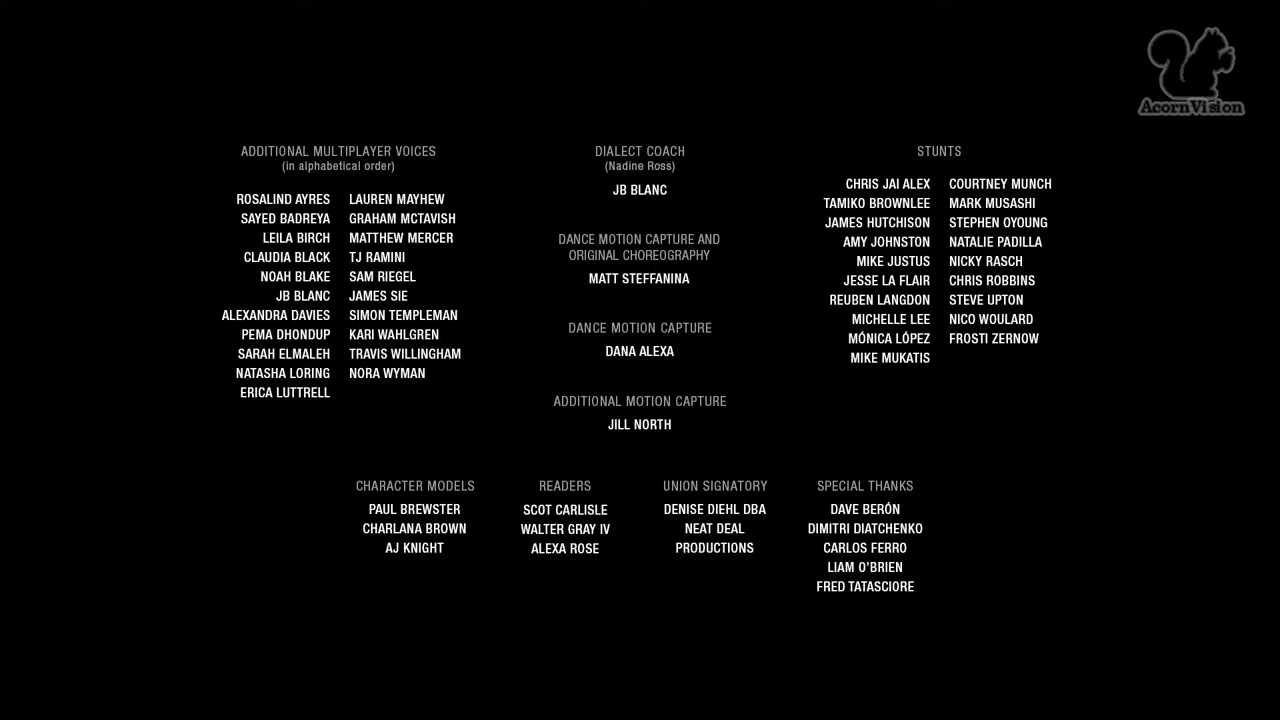 AcornVision
ADDITIONAL MULTIPLAYER VOICES
(in alphabetical order)
ROSALIND AYRES LAUREN MAYHEW
SAYED BADREYA GRAHAM MCTAVISH
LEILA BIRCH MATTHEW MERCER
CLAUDIA BLACK TJ RAMINI
NOAH BLAKE SAM RIEGEL
JB BLANC JAMES SIE
ALEXANDRA DAVIES SIMON TEMPLEMAN
PEMA DHONDUP KARI WAHLGREN
SARAH ELMALEH TRAVIS WILLINGHAM
NATASHA LORING NORA WYMAN
ERICA LUTTRELL
DIALECT COACH
(Nadine Ross)
JB BLANC
DANCE MOTION CAPTURE AND
ORIGINAL CHOREOGRAPHY
MATT STEFFANINA
DANCE MOTION CAPTURE
DANA ALEXA
ADDITIONAL MOTION CAPTURE
JILL NORTH
STUNTS
CHRIS JAI ALEX COURTNEY MUNCH
TAMIKO BROWNLEE MARK MUSASHI
JAMES HUTCHISON STEPHEN OYOUNG
AMY JOHNSTON NATALIE PADILLA
MIKE JUSTUS NICKY RASCH
JESSE LA FLAIR CHRIS ROBBINS
REUBEN LANGDON STEVE UPTON
MICHELLE LEE NICO WOULARD
MÓNICA LÓPEZ FROSTI ZERNOW
MIKE MUKATIS
CHARACTER MODELS
PAUL BREWSTER
CHARLANA BROWN
AJ KNIGHT
READERS
SCOT CARLISLE
WALTER GRAY IV
ALEXA ROSE
UNION SIGNATORY
DENISE DIEHL DBA
NEAT DEAL
PRODUCTIONS
SPECIAL THANKS
DAVE BERÓN
DIMITRI DIATCHENKO
CARLOS FERRO
LIAM O’BRIEN
FRED TATASCIORE